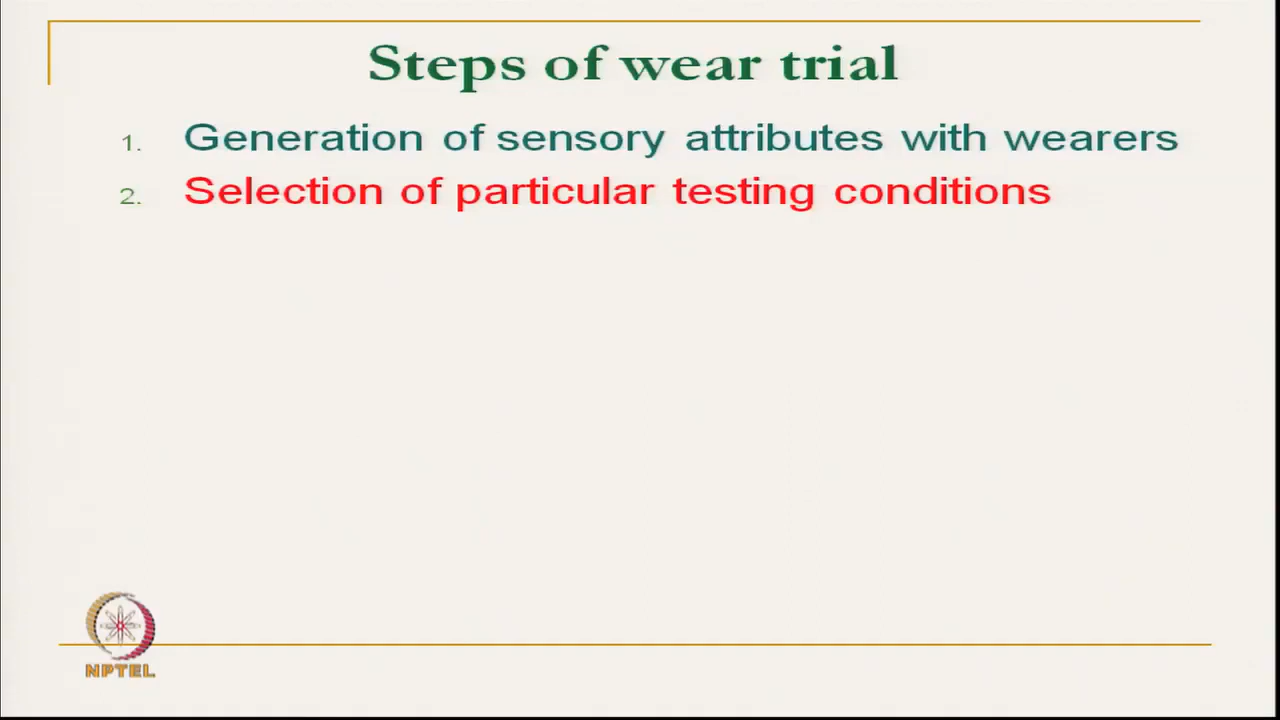 Steps of wear trial
1. Generation of sensory attributes with wearers
2. Selection of particular testing conditions
NPTEL